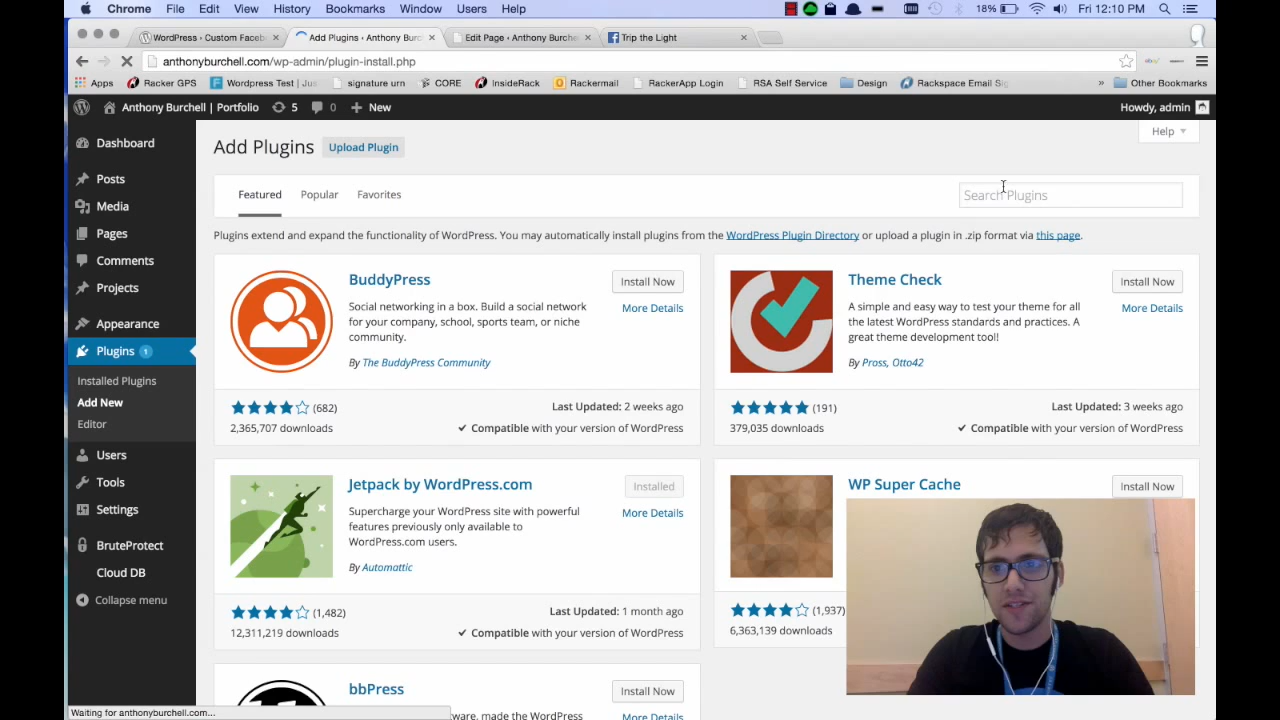 Chrome File Edit View History Bookmarks Window Users Help 18% Fri 12:10 PM
WordPress › Custom Faceb Add Plugins ‹ Anthony Burch Edit Page ‹ Anthony Burche Trip the Light
anthonyburchell.com/wp-admin/plugin-install.php
Apps Racker GPS Wordpress Test | Jus signature urn CORE InsideRack Rackermail RackerApp Login RSA Self Service Design Rackspace Email Sig » Other Bookmarks
Anthony Burchell | Portfolio 5 0 New Howdy, admin
Help
Dashboard
Posts
Media
Pages
Comments
Projects
Appearance
Plugins 1
Installed Plugins
Add New
Editor
Users
Tools
Settings
BruteProtect
Cloud DB
Collapse menu
Add Plugins Upload Plugin
Featured Popular Favorites Search Plugins
Plugins extend and expand the functionality of WordPress. You may automatically install plugins from the WordPress Plugin Directory or upload a plugin in .zip format via this page.
BuddyPress
Install Now
Social networking in a box. Build a social network
for your company, school, sports team, or niche
community.
More Details
By The BuddyPress Community
(682)
Last Updated: 2 weeks ago
2,365,707 downloads
Compatible with your version of WordPress
Theme Check
Install Now
A simple and easy way to test your theme for all
the latest WordPress standards and practices. A
great theme development tool!
More Details
By Pross, Otto42
(191)
Last Updated: 3 weeks ago
379,035 downloads
Compatible with your version of WordPress
Jetpack by WordPress.com
Installed
Supercharge your WordPress site with powerful
features previously only available to
WordPress.com users.
More Details
By Automattic
(1,482)
Last Updated: 1 month ago
12,311,219 downloads
Compatible with your version of WordPress
WP Super Cache
Install Now
(1,937)
6,363,139 downloads
bbPress
Install Now
ware, made the WordPress
More Details
Waiting for anthonyburchell.com...